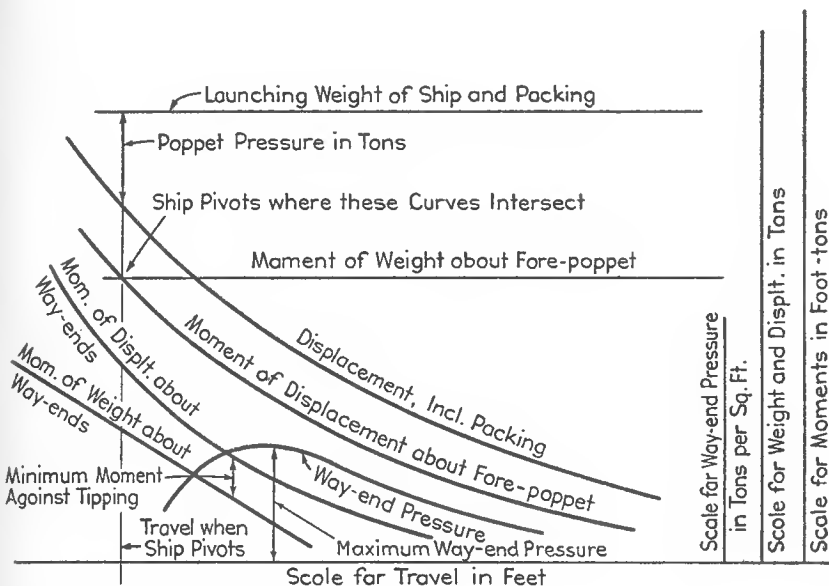 Launching Weight of Ship and Packing
Poppet Pressure in Tons
Ship Pivots where these Curves Intersect
Moment of Weight about Fore-poppet
Mom. of Displt. about
Way-ends
Mom. of Weight about
Way-ends
Displacement, Incl. Packing
Moment of Displacement about Fore-poppet
Way-end Pressure
Minimum Moment
Against Tipping
Travel when
Ship Pivots
Maximum Way-end Pressure
Scale for Travel in Feet
Scale for Way-end Pressure
in Tons per Sq. Ft.
Scale for Weight and Displt. in Tons
Scale for Moments in Foot-tons